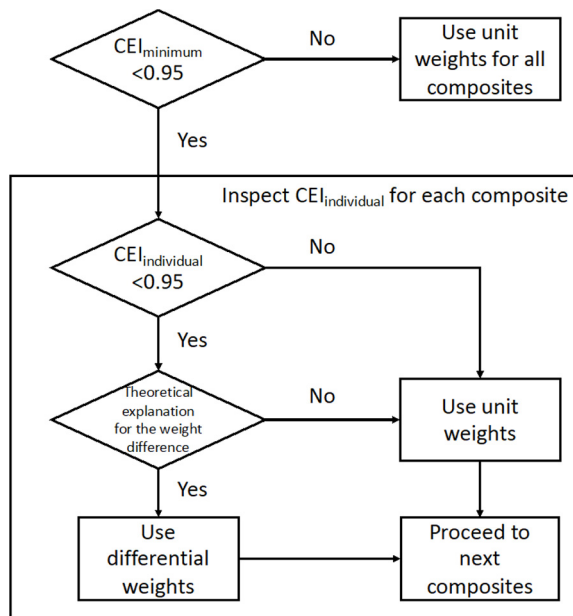 CEIminimum
<0.95
No
Use unit
weights for all
composites
Yes
Inspect CEIindividual for each composite
CEIindividual
<0.95
No
Yes
Theoretical
explanation
for the weight
difference
No
Use unit
weights
Yes
Use
differential
weights
Proceed to
next
composites